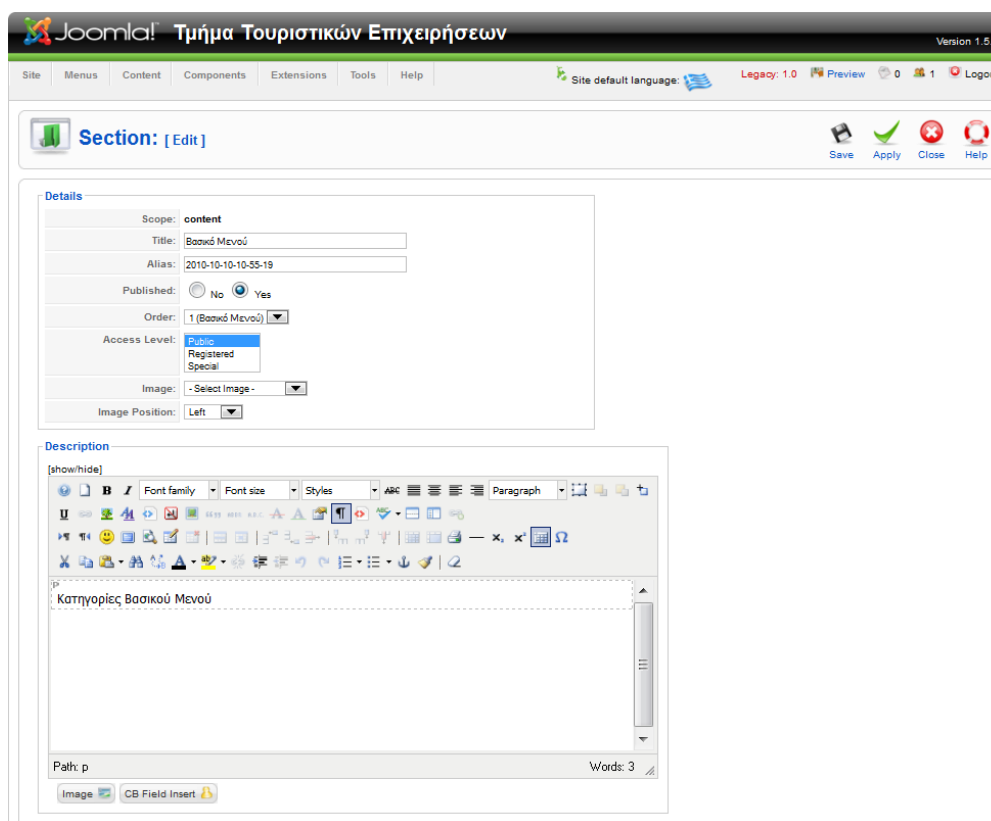 Joomla! Τμήμα Τουριστικών Επιχειρήσεων
Version 1.5.
Site Menus Content Components Extensions Tools Help Site default language: Legacy: 1.0 Preview 0 1
Section: [ Edit ]
Save Apply Close Help
Details
Scope: content
Title: Βασικό Μενού
Alias: 2010-10-10-10-55-19
Published: No Yes
Order: 1 (Βασικό Μενού)
Access Level: Public
Registered
Special
Image: - Select Image -
Image Position: Left
Description
[show/hide]
B I Font family Font size Styles ABC Paragraph
U
Ω
P
Κατηγορίες Βασικού Μενού
Path: p Words: 3
Image CB Field Insert